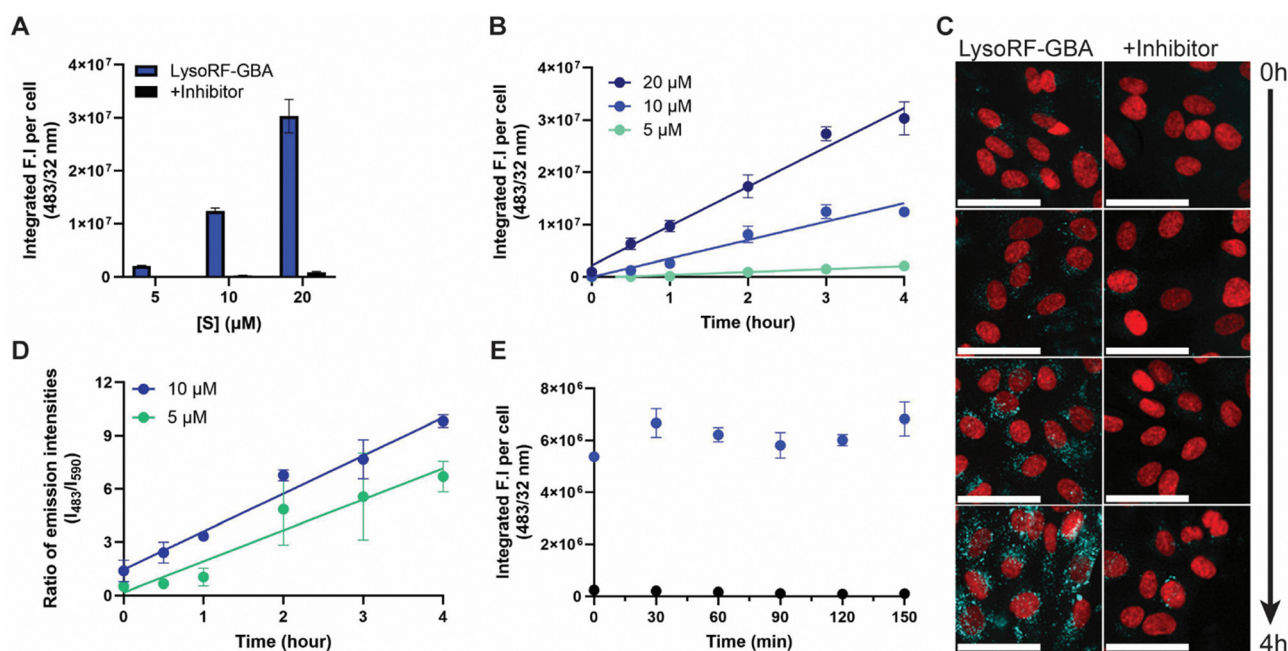 A
Integrated F.I per cell
(483/32 nm)
4×10⁷
3×10⁷
2×10⁷
1×10⁷
0
LysoRF-GBA
+Inhibitor
5
10
20
[S] (µM)
B
Integrated F.I per cell
(483/32 nm)
4×10⁷
3×10⁷
2×10⁷
1×10⁷
0
20 µM
10 µM
5 µM
0
1
2
3
4
Time (hour)
C
LysoRF-GBA
+Inhibitor
0h
4h
D
Ratio of emission intensities
(I₄₈₃/I₅₉₀)
12
9
6
3
0
10 µM
5 µM
0
1
2
3
4
Time (hour)
E
Integrated F.I per cell
(483/32 nm)
8×10⁶
6×10⁶
4×10⁶
2×10⁶
0
0
30
60
90
120
150
Time (min)